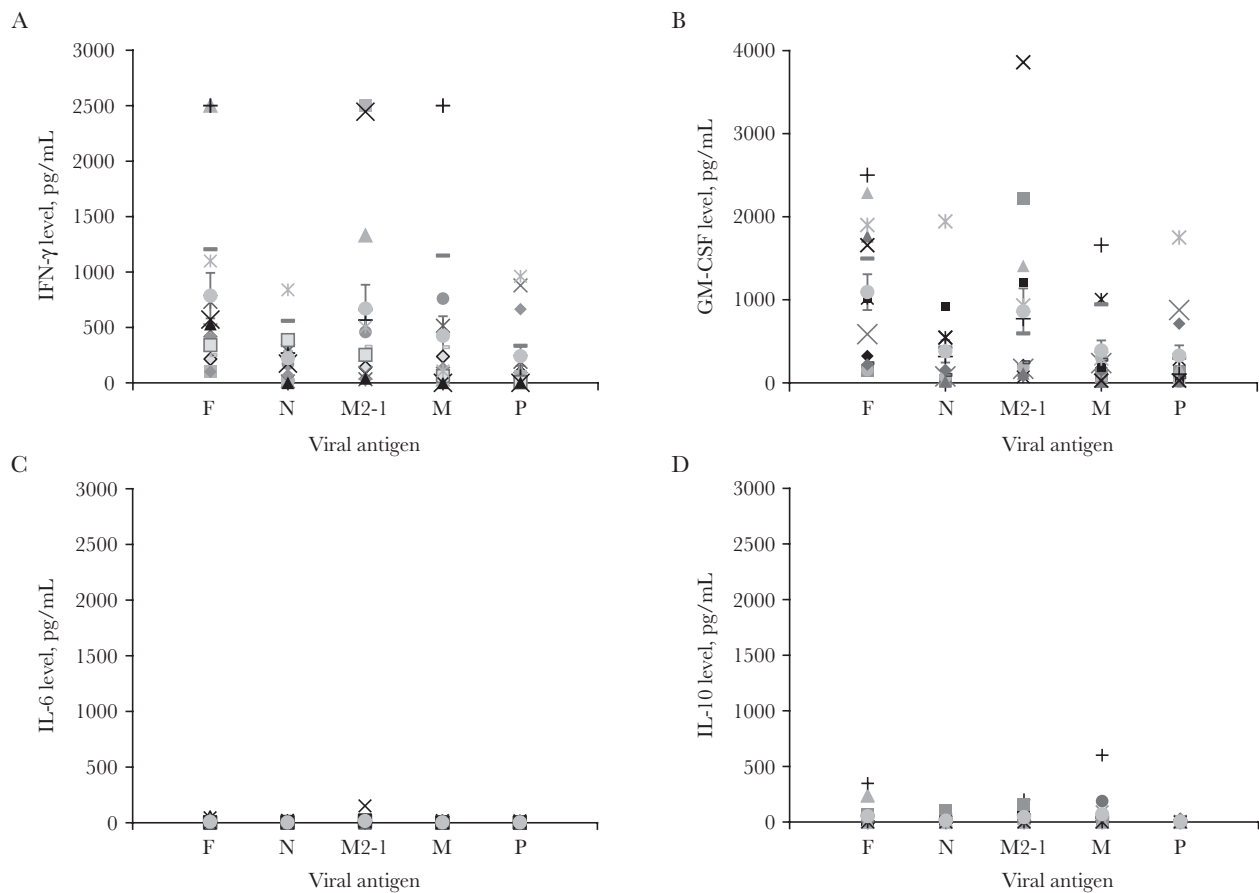 A
3000
2500
2000
1500
1000
500
0
IFN-γ level, pg/mL
F N M2-1 M P
Viral antigen
B
4000
3000
2000
1000
0
GM-CSF level, pg/mL
F N M2-1 M P
Viral antigen
C
3000
2500
2000
1500
1000
500
0
IL-6 level, pg/mL
F N M2-1 M P
Viral antigen
D
3000
2500
2000
1500
1000
500
0
IL-10 level, pg/mL
F N M2-1 M P
Viral antigen